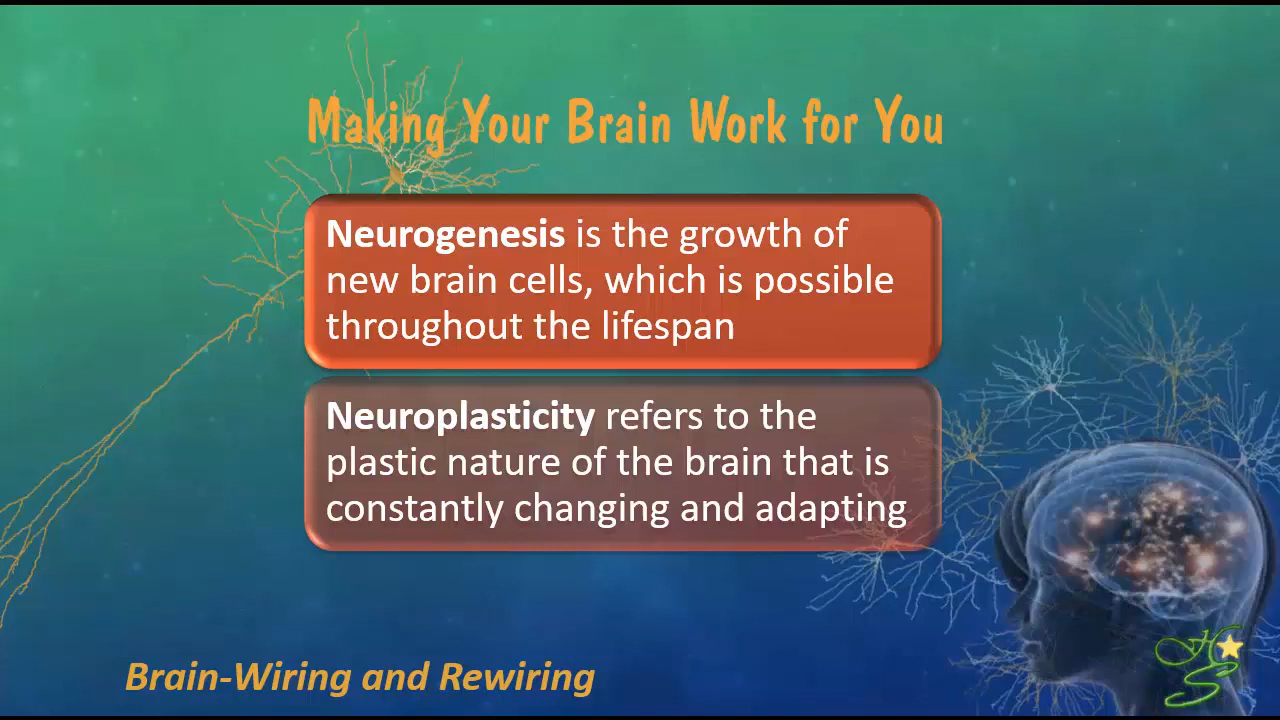 Making Your Brain Work for You
Neurogenesis is the growth of
new brain cells, which is possible
throughout the lifespan
Neuroplasticity refers to the
plastic nature of the brain that is
constantly changing and adapting
Brain-Wiring and Rewiring
HS